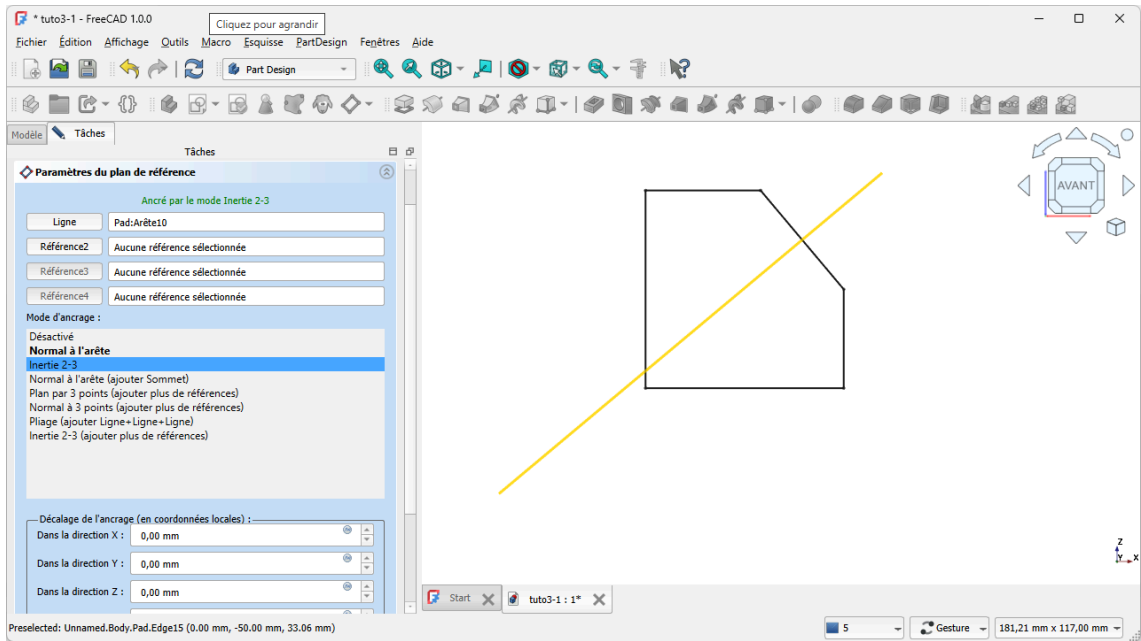 * tuto3-1 - FreeCAD 1.0.0
Cliquez pour agrandir
Fichier Édition Affichage Outils Macro Esquisse PartDesign Fenêtres Aide
Part Design
Modèle Tâches
Tâches
Paramètres du plan de référence
Ancré par le mode Inertie 2-3
Ligne Pad:Arête10
Référence2 Aucune référence sélectionnée
Référence3 Aucune référence sélectionnée
Référence4 Aucune référence sélectionnée
Mode d'ancrage :
Désactivé
Normal à l'arête
Inertie 2-3
Normal à l'arête (ajouter Sommet)
Plan par 3 points (ajouter plus de références)
Normal à 3 points (ajouter plus de références)
Pliage (ajouter Ligne+Ligne+Ligne)
Inertie 2-3 (ajouter plus de références)
Décalage de l'ancrage (en coordonnées locales) :
Dans la direction X : 0,00 mm
Dans la direction Y : 0,00 mm
Dans la direction Z : 0,00 mm
AVANT
Z
Y X
Start tuto3-1 : 1*
Preselected: Unnamed.Body.Pad.Edge15 (0.00 mm, -50.00 mm, 33.06 mm)
5 Gesture 181,21 mm x 117,00 mm